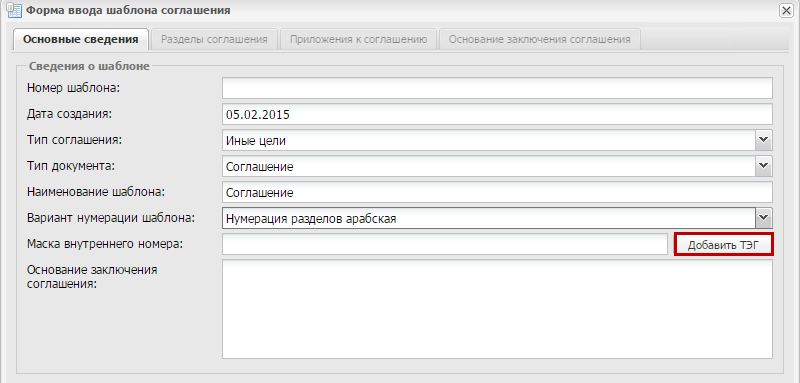 Форма ввода шаблона соглашения
Основные сведения Разделы соглашения Приложения к соглашению Основание заключения соглашения
Сведения о шаблоне
Номер шаблона:
Дата создания: 05.02.2015
Тип соглашения: Иные цели
Тип документа: Соглашение
Наименование шаблона: Соглашение
Вариант нумерации шаблона: Нумерация разделов арабская
Маска внутреннего номера: Добавить ТЭГ
Основание заключения
соглашения: